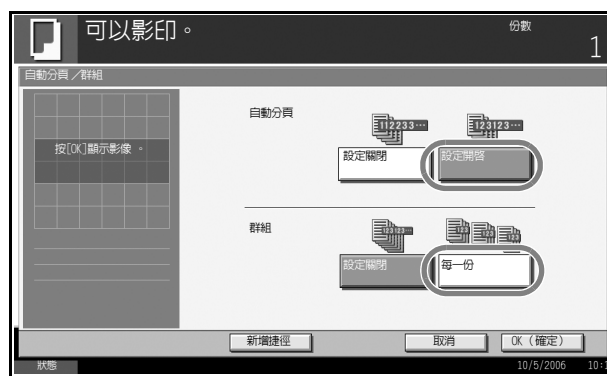 可以影印。
份數
1
自動分頁／群組
按[OK]顯示影像。
自動分頁
112233…
123123…
設定關閉
設定開啓
群組
設定關閉
每一份
新增捷徑
取消
OK（確定）
狀態
10/5/2006